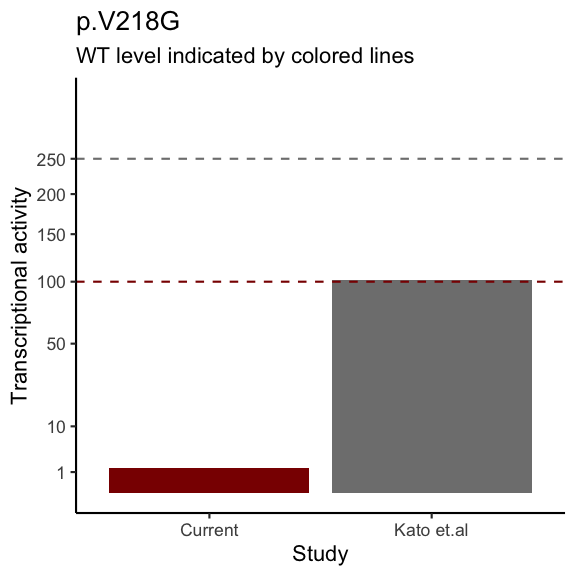 p.V218G
WT level indicated by colored lines
Transcriptional activity
250
200
150
100
50
10
1
Current
Kato et.al
Study